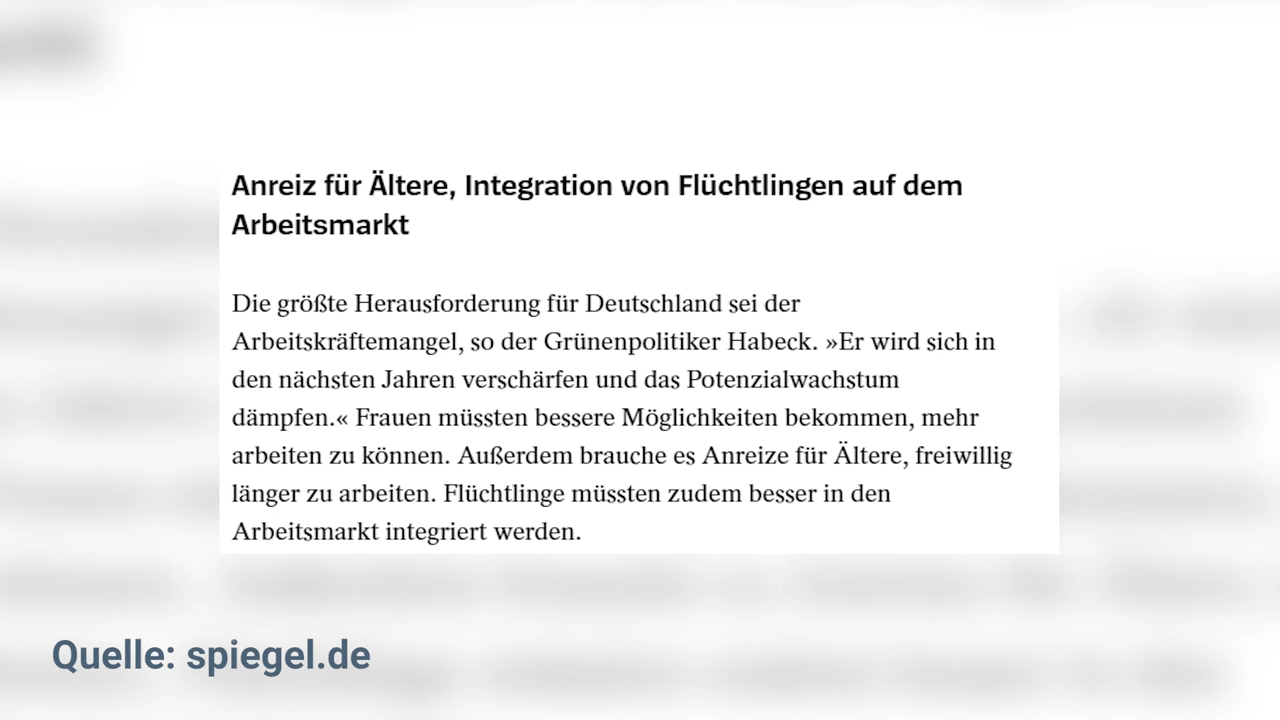 Anreiz für Ältere, Integration von Flüchtlingen auf dem
Arbeitsmarkt
Die größte Herausforderung für Deutschland sei der
Arbeitskräftemangel, so der Grünenpolitiker Habeck. »Er wird sich in
den nächsten Jahren verschärfen und das Potenzialwachstum
dämpfen.« Frauen müssten bessere Möglichkeiten bekommen, mehr
arbeiten zu können. Außerdem brauche es Anreize für Ältere, freiwillig
länger zu arbeiten. Flüchtlinge müssten zudem besser in den
Arbeitsmarkt integriert werden.
Quelle: spiegel.de